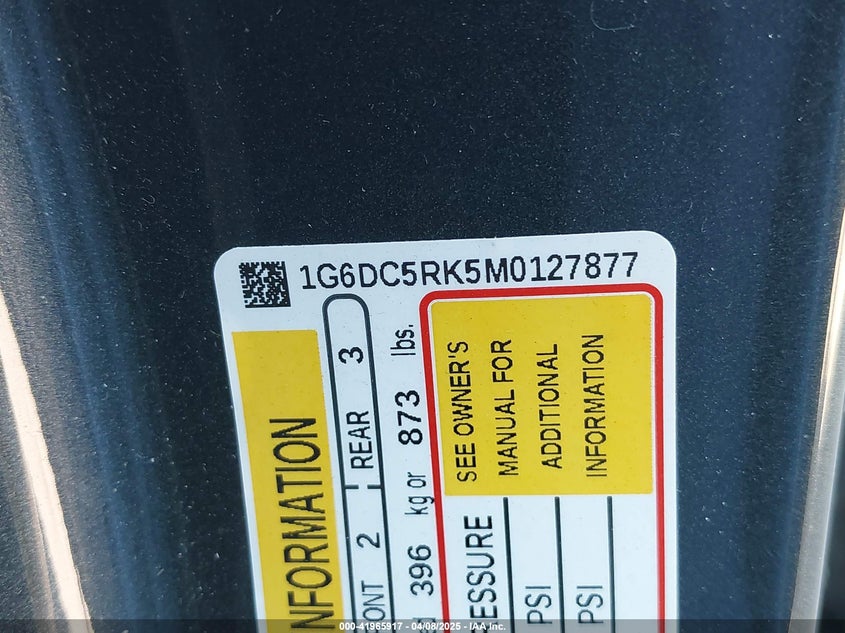 1G6DC5RK5M0127877
NFORMATION
ONT 2 REAR 3
396 kg or 873 lbs.
SEE OWNER'S
MANUAL FOR
ADDITIONAL
INFORMATION
ESSURE
PSI
PSI
000-41965917 - 04/08/2025 - IAA, Inc.